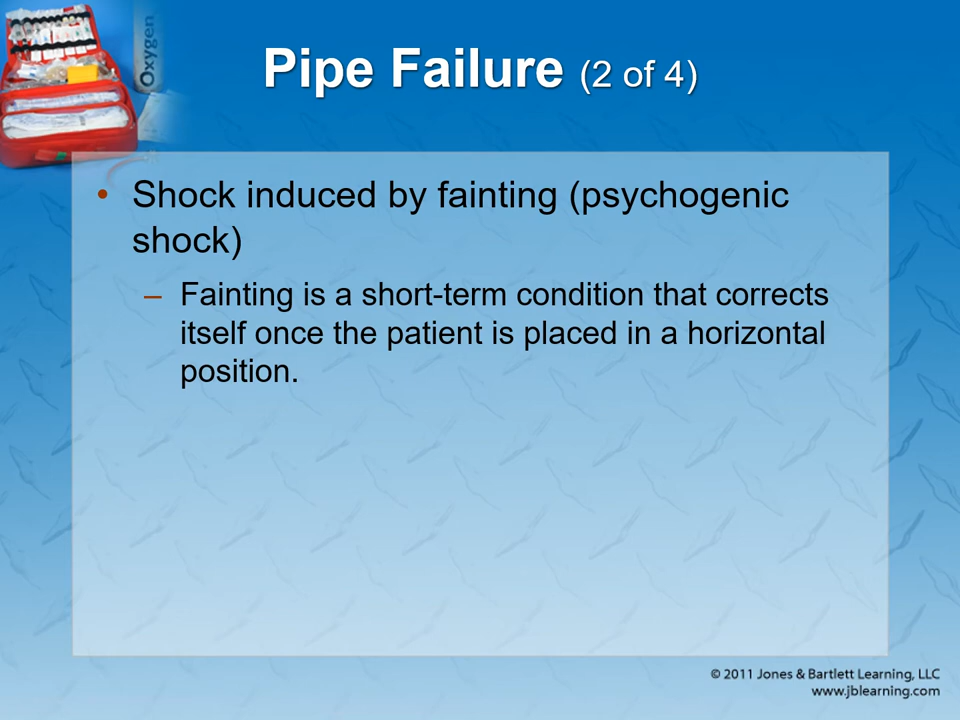 Oxygen
Pipe Failure (2 of 4)
• Shock induced by fainting (psychogenic
shock)
– Fainting is a short-term condition that corrects
itself once the patient is placed in a horizontal
position.
© 2011 Jones & Bartlett Learning, LLC
www.jblearning.com